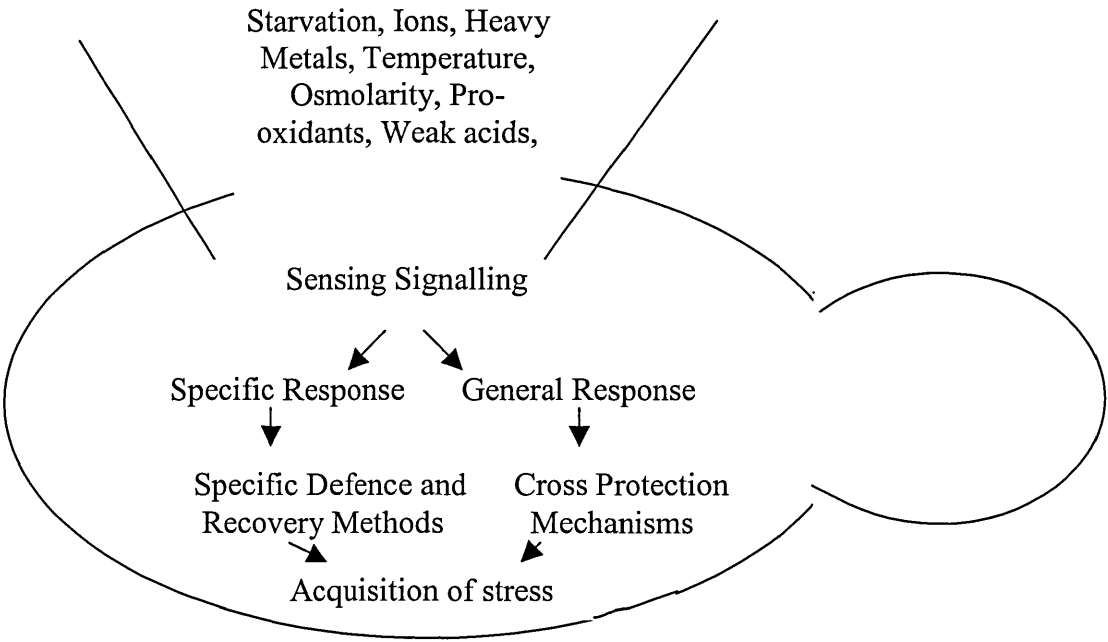 Starvation, Ions, Heavy
Metals, Temperature,
Osmolarity, Pro-
oxidants, Weak acids,
Sensing Signalling
Specific Response
General Response
Specific Defence and
Recovery Methods
Cross Protection
Mechanisms
Acquisition of stress